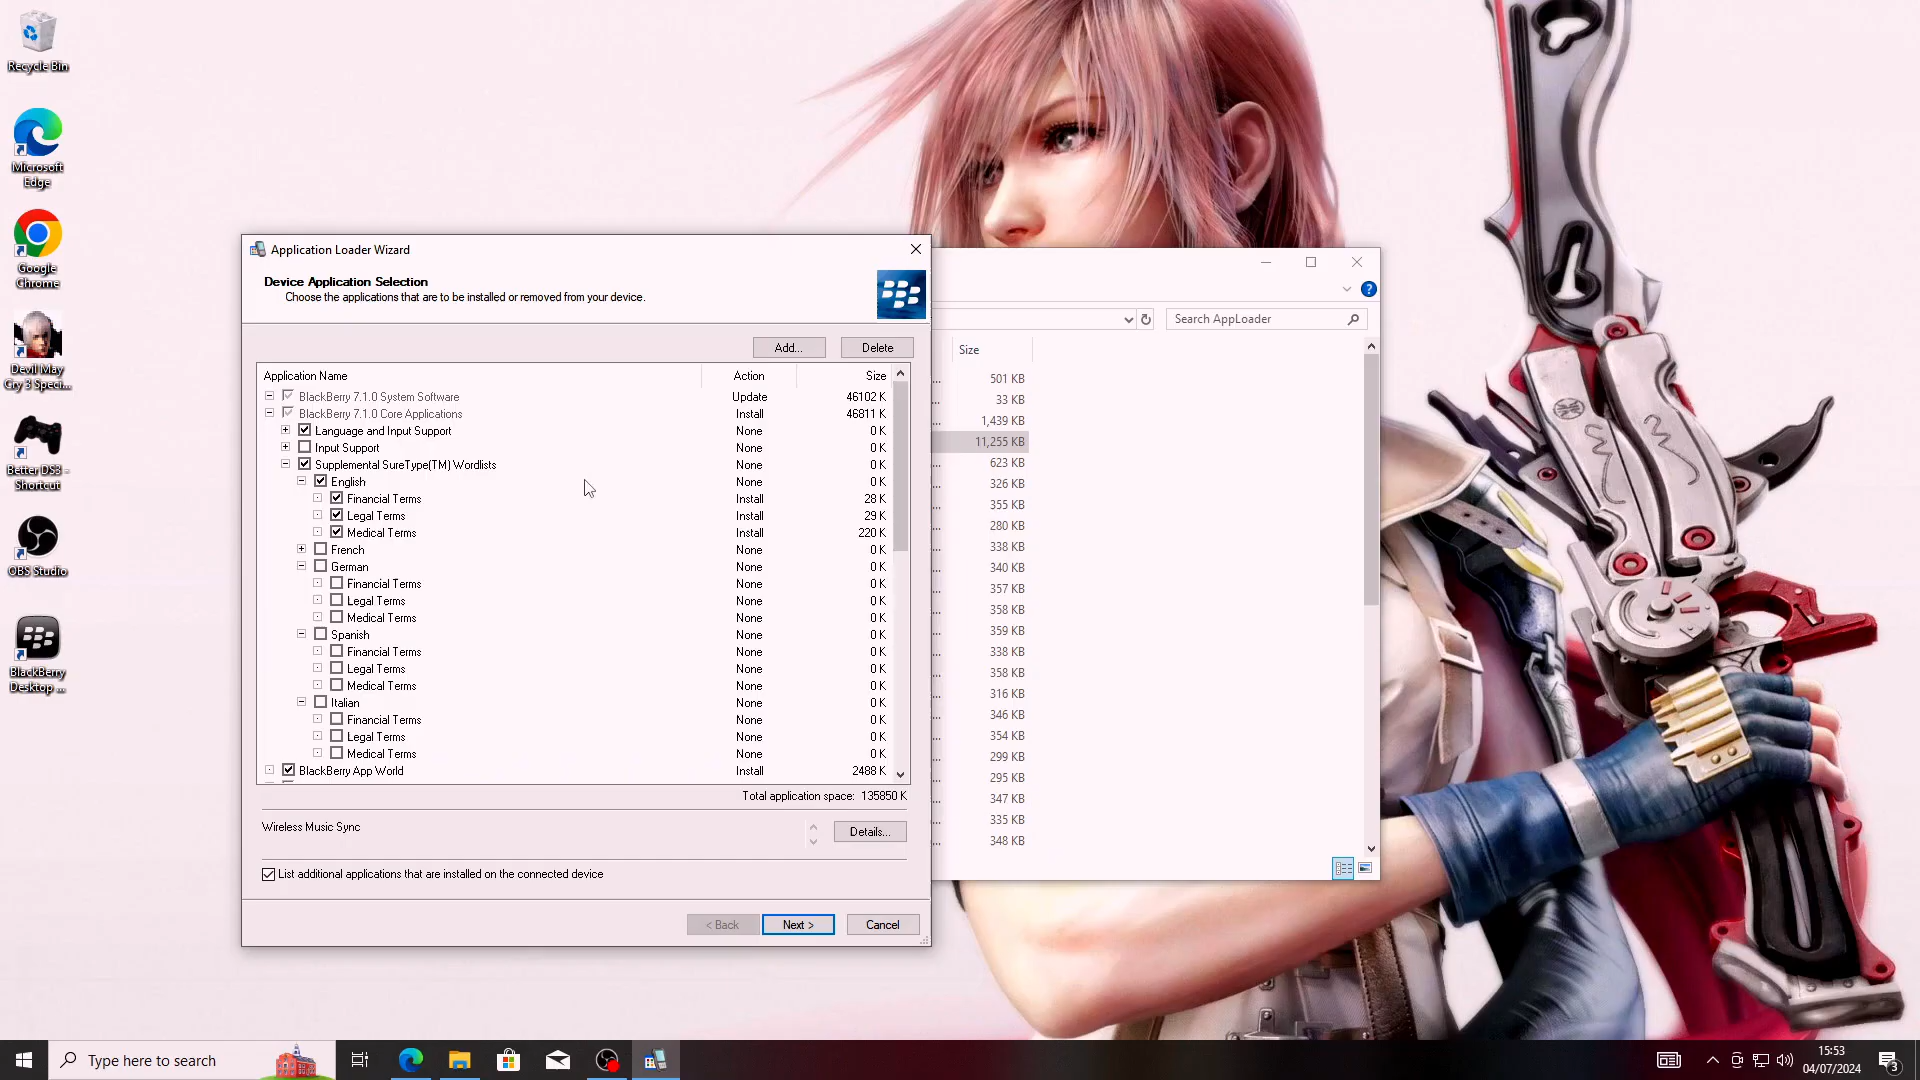 Recycle Bin
Microsoft
Edge
Google
Chrome
Devil May
Cry 3 Speci...
Better DS3 -
Shortcut
OBS Studio
BlackBerry
Desktop ...
Application Loader Wizard
Device Application Selection
Choose the applications that are to be installed or removed from your device.
Add...
Delete
Application Name Action Size
BlackBerry 7.1.0 System Software Update 46102 K
BlackBerry 7.1.0 Core Applications Install 46811 K
Language and Input Support None 0 K
Input Support None 0 K
Supplemental SureType(TM) Wordlists None 0 K
English None 0 K
Financial Terms Install 28 K
Legal Terms Install 29 K
Medical Terms Install 220 K
French None 0 K
German None 0 K
Financial Terms None 0 K
Legal Terms None 0 K
Medical Terms None 0 K
Spanish None 0 K
Financial Terms None 0 K
Legal Terms None 0 K
Medical Terms None 0 K
Italian None 0 K
Financial Terms None 0 K
Legal Terms None 0 K
Medical Terms None 0 K
BlackBerry App World Install 2488 K
Total application space: 135850 K
Wireless Music Sync
Details...
List additional applications that are installed on the connected device
< Back
Next >
Cancel
Search AppLoader
Size
... 501 KB
... 33 KB
... 1,439 KB
... 11,255 KB
... 623 KB
... 326 KB
... 355 KB
... 280 KB
... 338 KB
... 340 KB
... 357 KB
... 358 KB
... 359 KB
... 338 KB
... 358 KB
... 316 KB
... 346 KB
... 354 KB
... 299 KB
... 295 KB
... 347 KB
... 335 KB
... 348 KB
Type here to search
15:53
04/07/2024
3